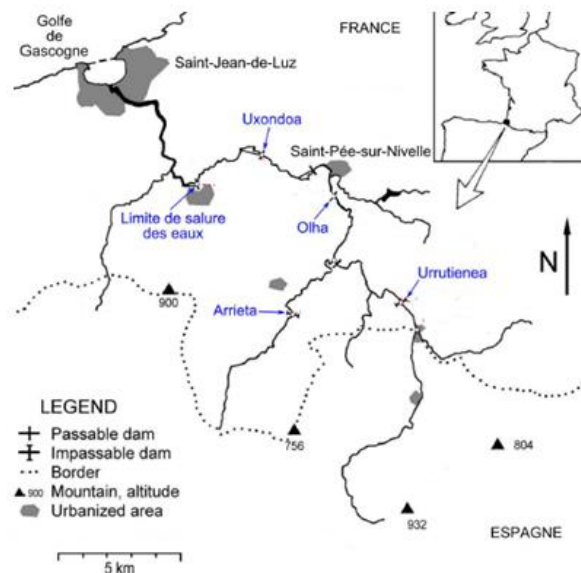 Golfe
de
Gascogne
FRANCE
Saint-Jean-de-Luz
Uxondoa
Saint-Pée-sur-Nivelle
Limite de salure
des eaux
Olha
N
900
Arrieta
Urrutienea
LEGEND
Passable dam
Impassable dam
Border
900 Mountain, altitude
Urbanized area
756
804
932
ESPAGNE
5 km